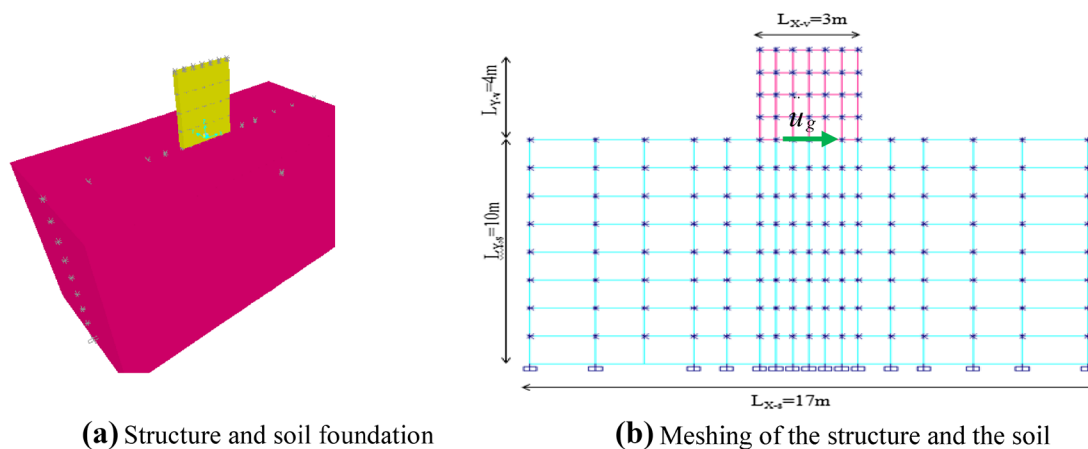 L_X-v=3m
L_Y-v=4m
ü_g
L_Y-s=10m
L_X-s=17m
(a) Structure and soil foundation
(b) Meshing of the structure and the soil